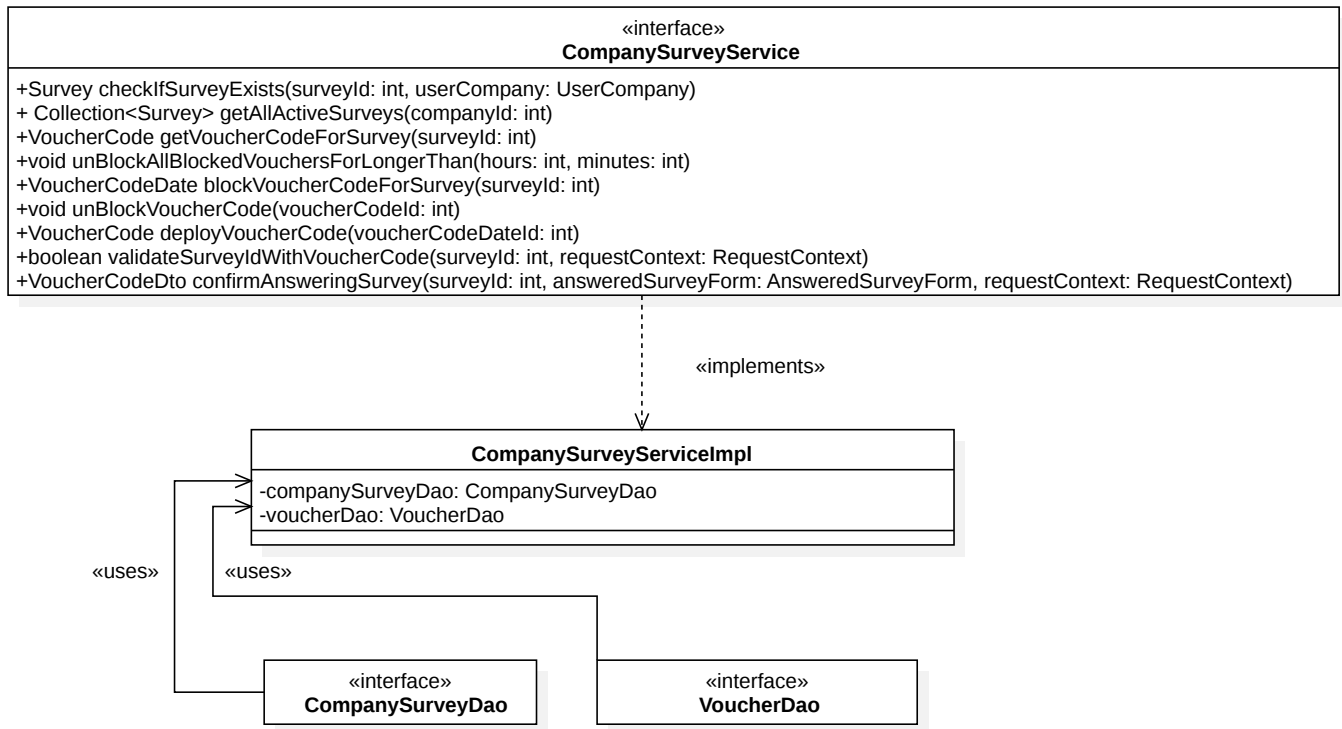 «interface»
CompanySurveyService
+Survey checkIfSurveyExists(surveyId: int, userCompany: UserCompany)
+ Collection<Survey> getAllActiveSurveys(companyId: int)
+VoucherCode getVoucherCodeForSurvey(surveyId: int)
+void unBlockAllBlockedVouchersForLongerThan(hours: int, minutes: int)
+VoucherCodeDate blockVoucherCodeForSurvey(surveyId: int)
+void unBlockVoucherCode(voucherCodeId: int)
+VoucherCode deployVoucherCode(voucherCodeDateId: int)
+boolean validateSurveyIdWithVoucherCode(surveyId: int, requestContext: RequestContext)
+VoucherCodeDto confirmAnsweringSurvey(surveyId: int, answeredSurveyForm: AnsweredSurveyForm, requestContext: RequestContext)
«implements»
CompanySurveyServiceImpl
-companySurveyDao: CompanySurveyDao
-voucherDao: VoucherDao
«uses»
«uses»
«interface»
CompanySurveyDao
«interface»
VoucherDao